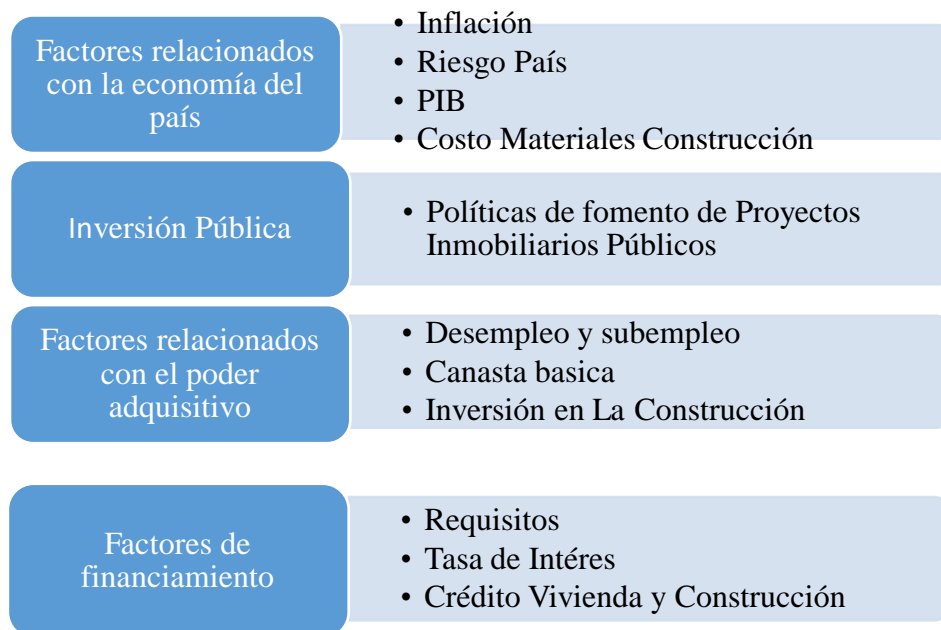 Factores relacionados
con la economía del
país
• Inflación
• Riesgo País
• PIB
• Costo Materiales Construcción
Inversión Pública
• Políticas de fomento de Proyectos
Inmobiliarios Públicos
Factores relacionados
con el poder
adquisitivo
• Desempleo y subempleo
• Canasta basica
• Inversión en La Construcción
Factores de
financiamiento
• Requisitos
• Tasa de Intéres
• Crédito Vivienda y Construcción